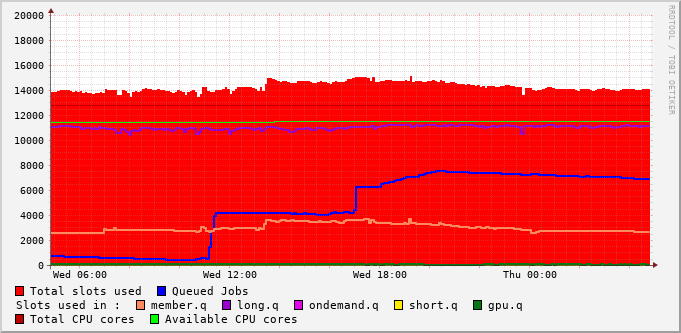 20000
18000
16000
14000
12000
10000
8000
6000
4000
2000
0
Wed 06:00 Wed 12:00 Wed 18:00 Thu 00:00
Total slots used Queued Jobs
Slots used in : member.q long.q ondemand.q short.q gpu.q
Total CPU cores Available CPU cores
RRDTOOL / TOBI OETIKER